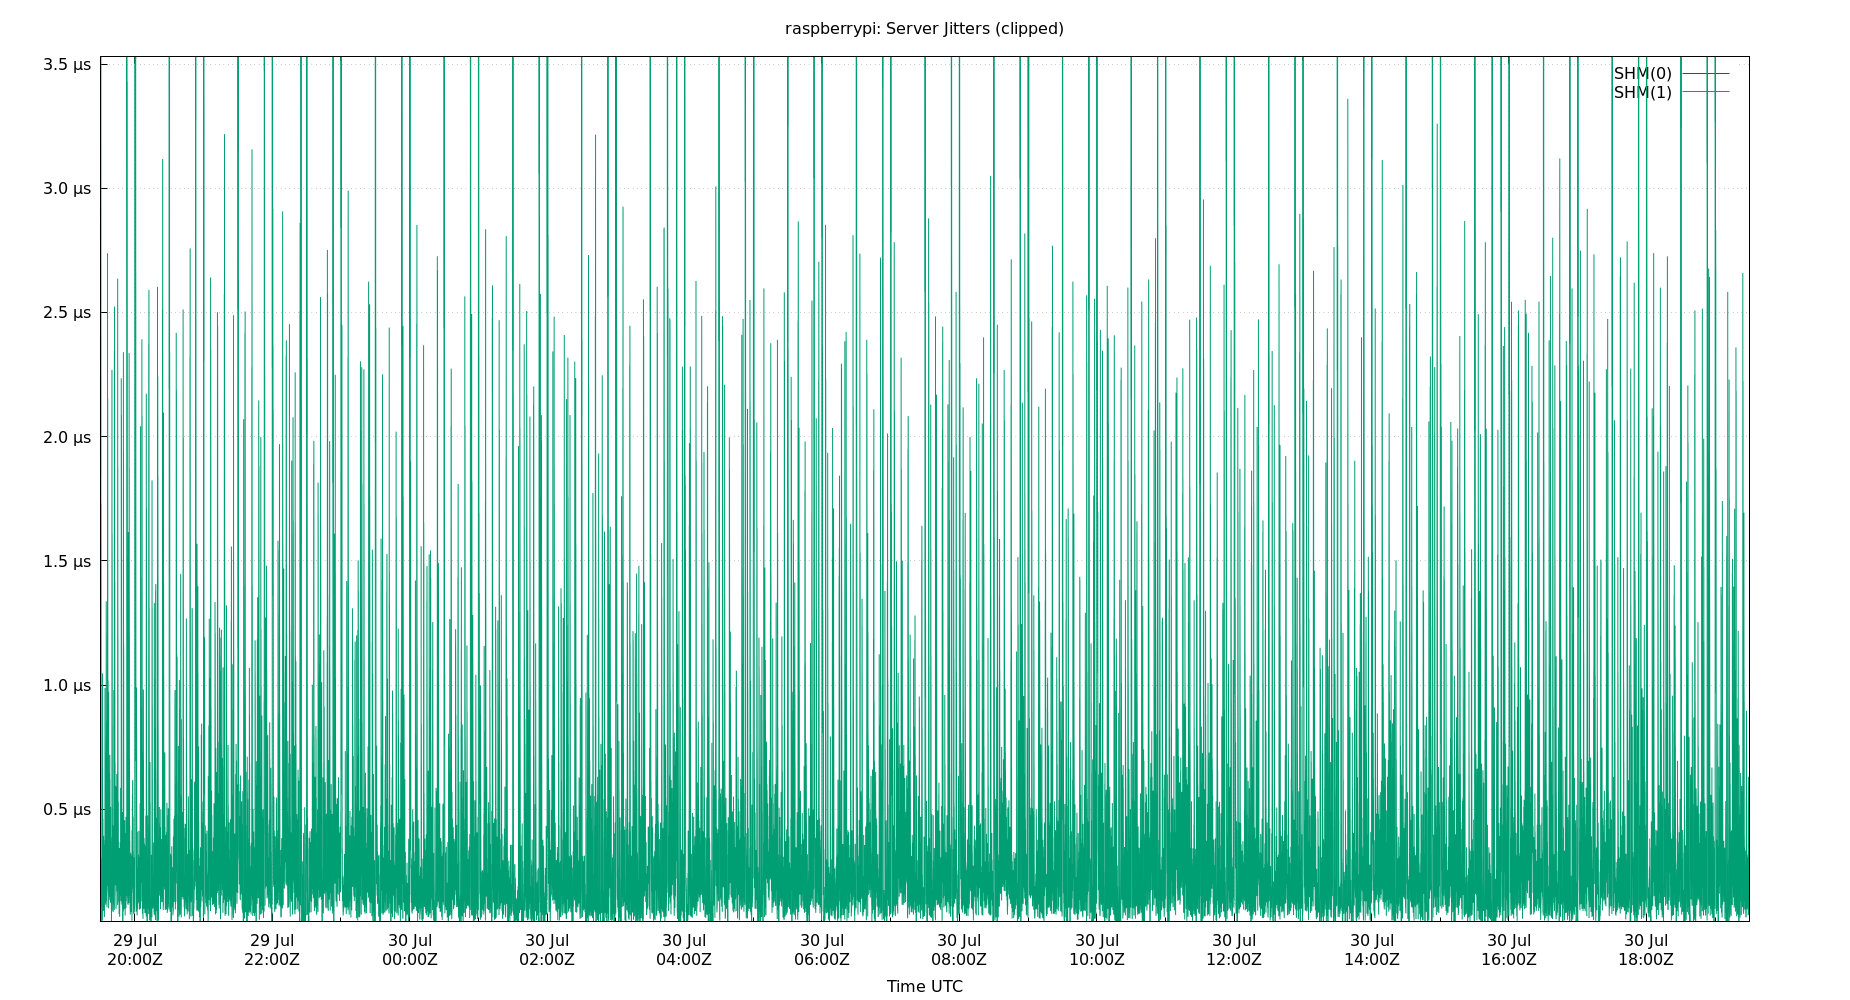 raspberrypi: Server Jitters (clipped)
3.5 µs
3.0 µs
2.5 µs
2.0 µs
1.5 µs
1.0 µs
0.5 µs
SHM(0)
SHM(1)
29 Jul
20:00Z
29 Jul
22:00Z
30 Jul
00:00Z
30 Jul
02:00Z
30 Jul
04:00Z
30 Jul
06:00Z
30 Jul
08:00Z
30 Jul
10:00Z
30 Jul
12:00Z
30 Jul
14:00Z
30 Jul
16:00Z
30 Jul
18:00Z
Time UTC